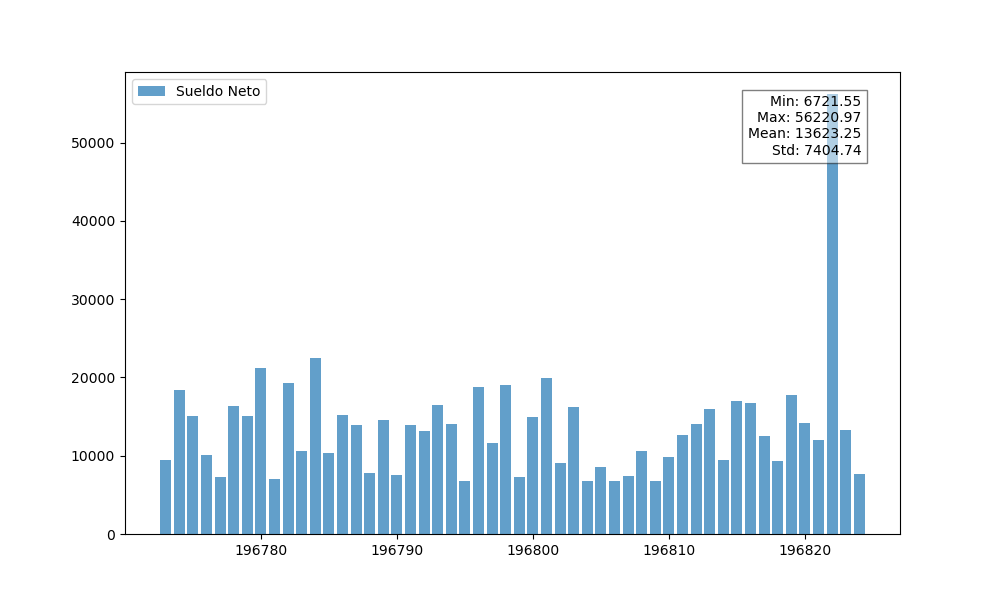 Sueldo Neto
Min: 6721.55
Max: 56220.97
Mean: 13623.25
Std: 7404.74
50000
40000
30000
20000
10000
0
196780 196790 196800 196810 196820